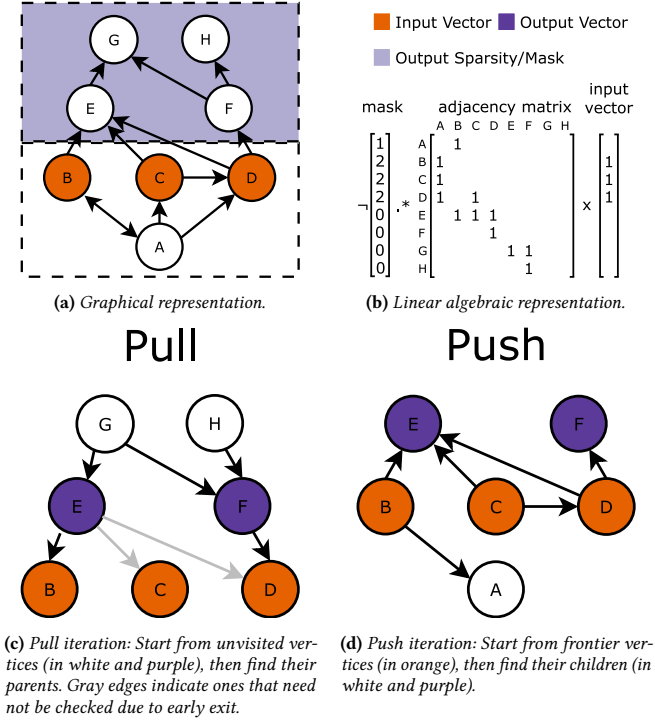 Input Vector Output Vector
Output Sparsity/Mask
G H
E F
B C D
A
(a) Graphical representation.
mask adjacency matrix input vector
A B C D E F G H
¬ .* x
1 A 1
2 B 1 1
2 C 1 1
2 D 1 1 1
0 E 1 1 1
0 F 1
0 G 1 1
0 H 1
(b) Linear algebraic representation.
Pull
G H
E F
B C D
(c) Pull iteration: Start from unvisited ver-
tices (in white and purple), then find their
parents. Gray edges indicate ones that need
not be checked due to early exit.
Push
E F
B C D
A
(d) Push iteration: Start from frontier ver-
tices (in orange), then find their children (in
white and purple).